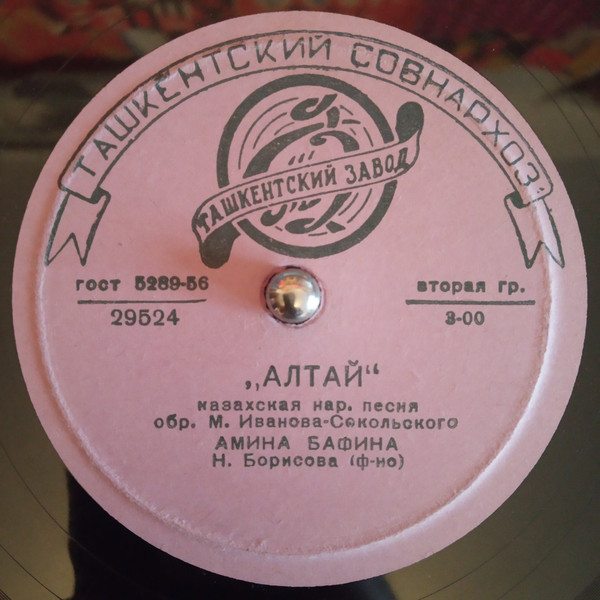 ТАШКЕНТСКИЙ СОВНАРХОЗ
ТАШКЕНТСКИЙ ЗАВОД
гост 5289-56
29524
вторая гр.
3-00
„АЛТАЙ“
казахская нар. песня
обр. М. Иванова-Сокольского
АМИНА БАФИНА
Н. Борисова (ф-но)